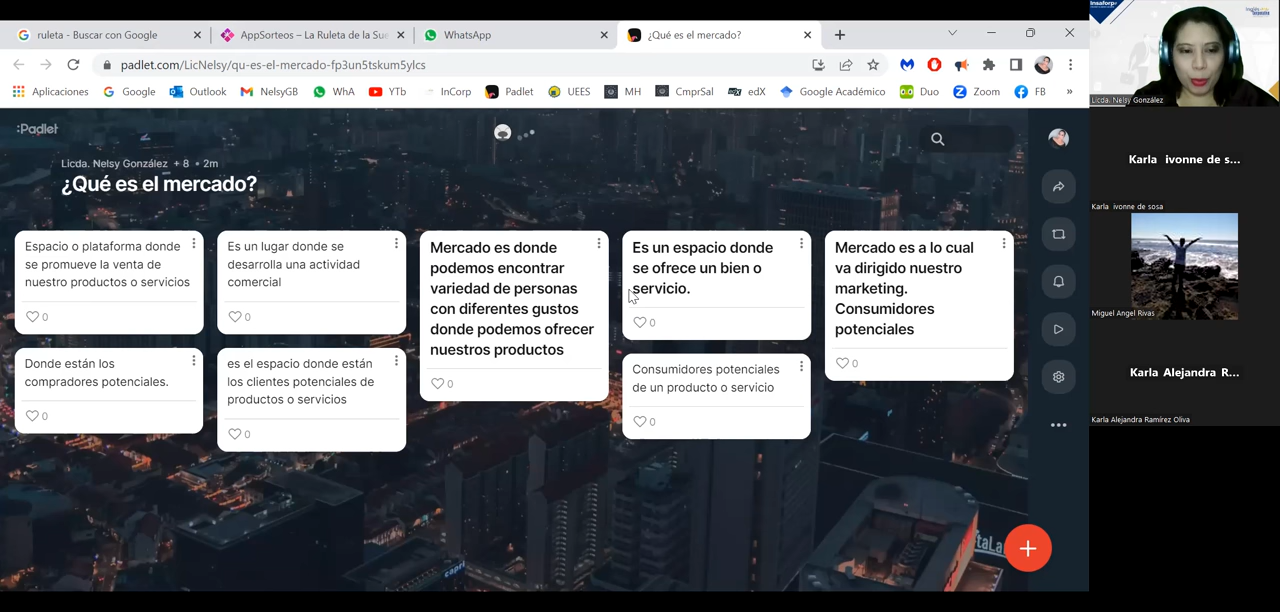 ruleta - Buscar con Google
AppSorteos – La Ruleta de la Sue
WhatsApp
¿Qué es el mercado?
padlet.com/LicNelsy/qu-es-el-mercado-fp3un5tskum5ylcs
Aplicaciones
Google
Outlook
NelsyGB
WhA
YTb
InCorp
Padlet
UEES
MH
CmprSal
edX
Google Académico
Duo
Zoom
FB
»
:Padlet
Licda. Nelsy González + 8 • 2m
¿Qué es el mercado?
Espacio o plataforma donde
se promueve la venta de
nuestro productos o servicios
0
Donde están los
compradores potenciales.
0
Es un lugar donde se
desarrolla una actividad
comercial
0
es el espacio donde están
los clientes potenciales de
productos o servicios
0
Mercado es donde
podemos encontrar
variedad de personas
con diferentes gustos
donde podemos ofrecer
nuestros productos
0
Es un espacio donde
se ofrece un bien o
servicio.
0
Consumidores potenciales
de un producto o servicio
0
Mercado es a lo cual
va dirigido nuestro
marketing.
Consumidores
potenciales
0
Insaforp
Licda. Nelsy González
Karla ivonne de s...
Karla ivonne de sosa
Miguel Angel Rivas
Karla Alejandra R...
Karla Alejandra Ramírez Oliva